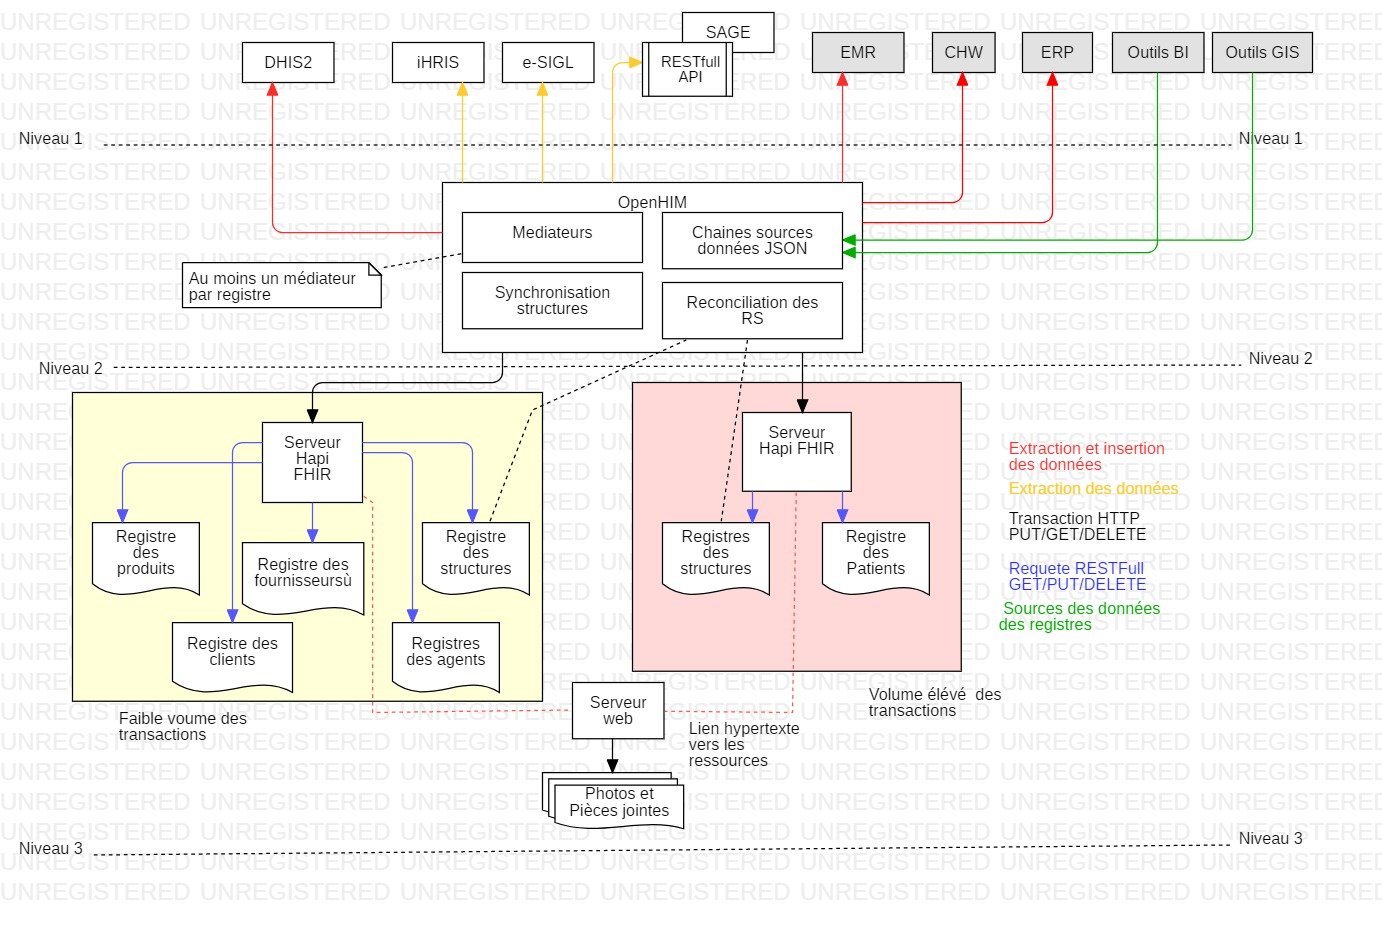 SAGE
DHIS2
iHRIS
e-SIGL
RESTfull
API
EMR
CHW
ERP
Outils BI
Outils GIS
Niveau 1
Niveau 1
OpenHIM
Mediateurs
Chaines sources
données JSON
Au moins un médiateur
par registre
Synchronisation
structures
Reconciliation des
RS
Niveau 2
Niveau 2
Serveur
Hapi
FHIR
Serveur
Hapi FHIR
Registre
des
produits
Registre des
fournisseursù
Registre
des
structures
Registre des
clients
Registres
des agents
Registres
des
structures
Registre
des
Patients
Extraction et insertion
des données
Extraction des données
Transaction HTTP
PUT/GET/DELETE
Requete RESTFull
GET/PUT/DELETE
Sources des données
des registres
Faible voume des
transactions
Serveur
web
Volume élévé  des
transactions
Lien hypertexte
vers les
ressources
Photos et
Pièces jointes
Niveau 3
Niveau 3
UNREGISTERED